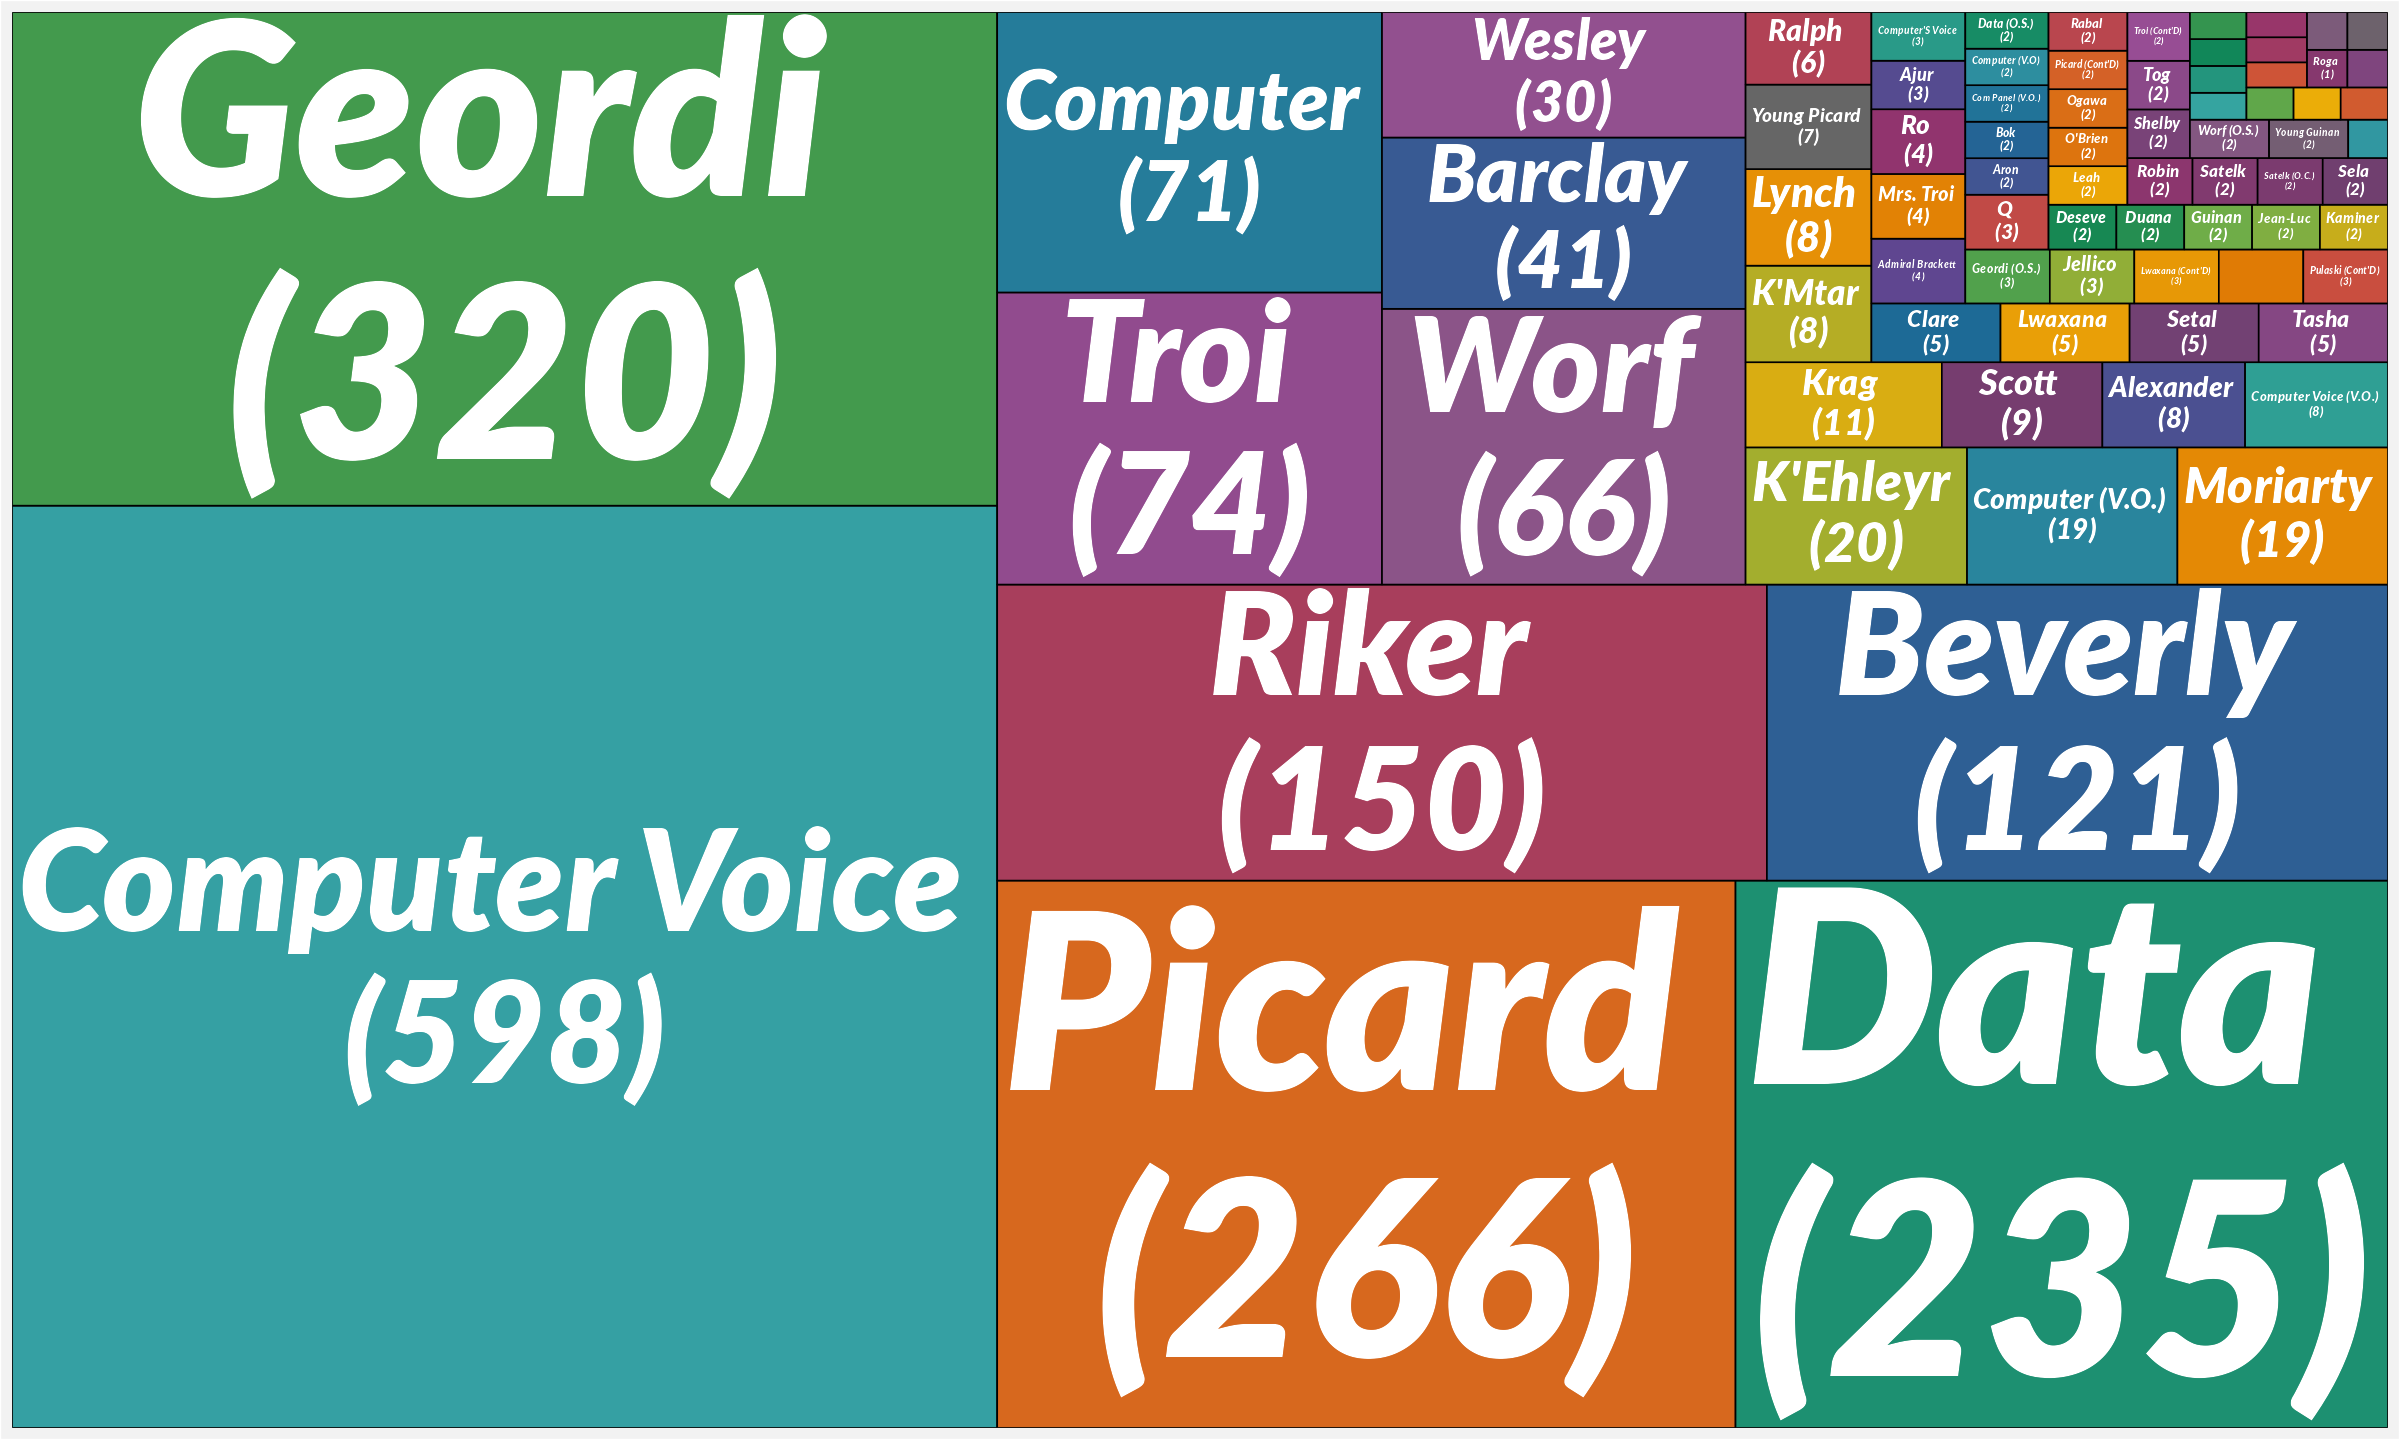 Geordi
(320)
Computer Voice
(598)
Computer
(71)
Troi
(74)
Wesley
(30)
Barclay
(41)
Worf
(66)
Riker
(150)
Beverly
(121)
Picard
(266)
Data
(235)
Ralph
(6)
Young Picard
(7)
Lynch
(8)
K'Mtar
(8)
Krag
(11)
Scott
(9)
Alexander
(8)
Computer Voice (V.O.)
(8)
K'Ehleyr
(20)
Computer (V.O.)
(19)
Moriarty
(19)
Computer'S Voice
(3)
Ajur
(3)
Ro
(4)
Mrs. Troi
(4)
Admiral Brackett
(4)
Clare
(5)
Lwaxana
(5)
Setal
(5)
Tasha
(5)
Data (O.S.)
(2)
Computer (V.O)
(2)
Com Panel (V.O.)
(2)
Bok
(2)
Aron
(2)
Q
(3)
Geordi (O.S.)
(3)
Jellico
(3)
Lwaxana (Cont'D)
(3)
Pulaski (Cont'D)
(3)
Rabal
(2)
Picard (Cont'D)
(2)
Ogawa
(2)
O'Brien
(2)
Leah
(2)
Deseve
(2)
Duana
(2)
Guinan
(2)
Jean-Luc
(2)
Kaminer
(2)
Troi (Cont'D)
(2)
Tog
(2)
Shelby
(2)
Robin
(2)
Satelk
(2)
Satelk (O.C.)
(2)
Sela
(2)
Worf (O.S.)
(2)
Young Guinan
(2)
Roga
(1)